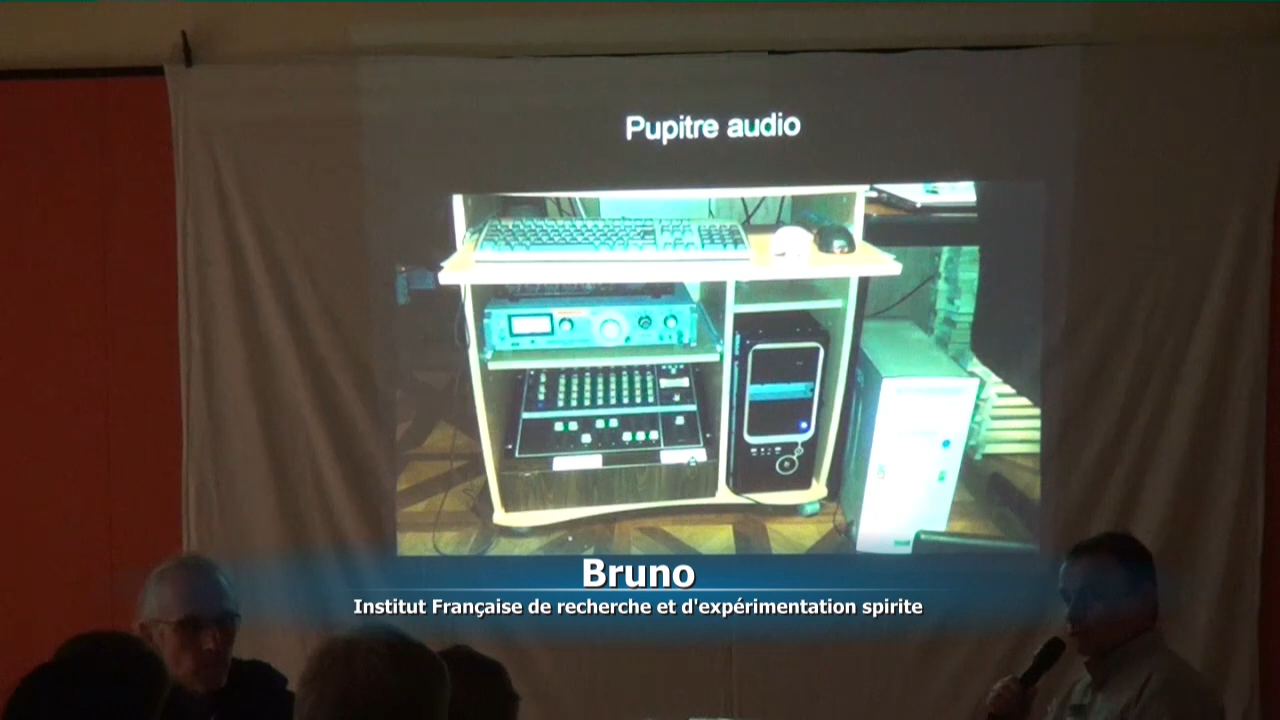 Pupitre audio
Bruno
Institut Française de recherche et d'expérimentation spirite